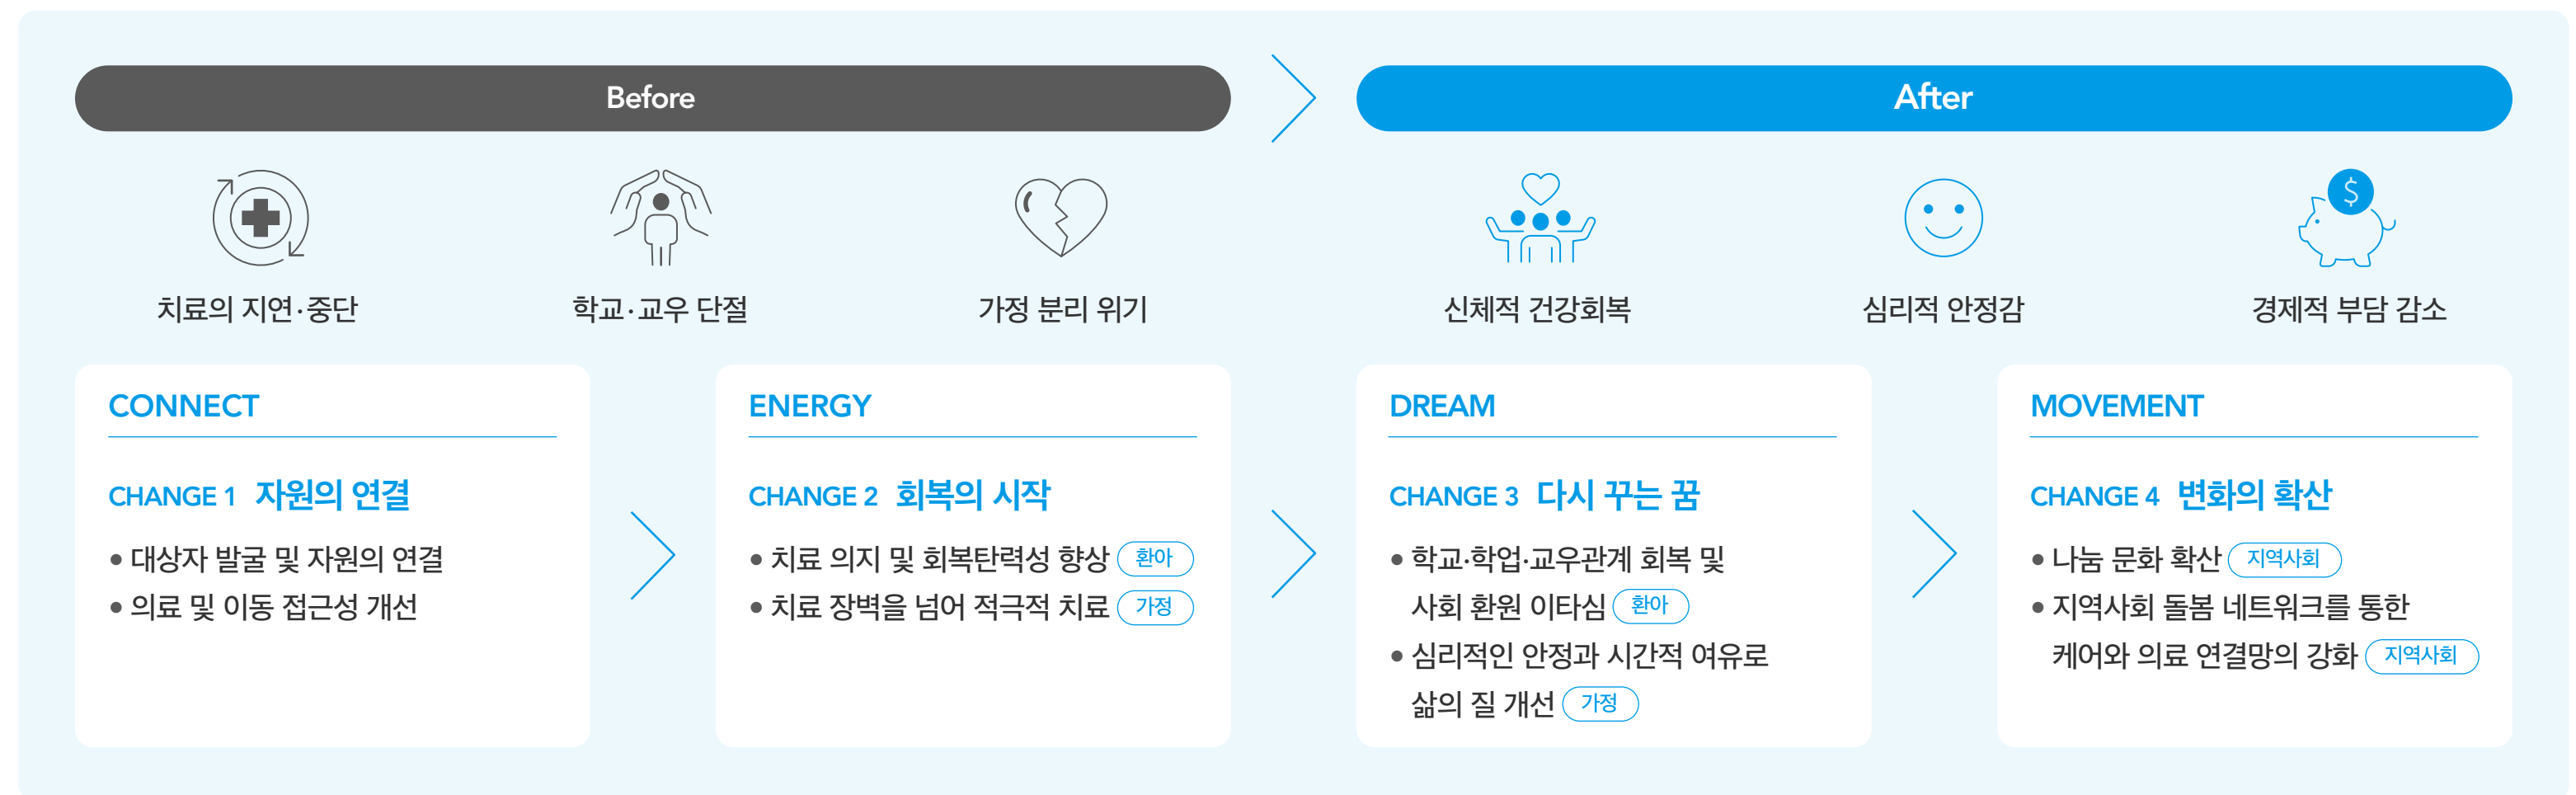 Before
After
치료의 지연·중단
학교·교우 단절
가정 분리 위기
신체적 건강회복
심리적 안정감
경제적 부담 감소
CONNECT
CHANGE 1 자원의 연결
• 대상자 발굴 및 자원의 연결
• 의료 및 이동 접근성 개선
ENERGY
CHANGE 2 회복의 시작
• 치료 의지 및 회복탄력성 향상 환아
• 치료 장벽을 넘어 적극적 치료 가정
DREAM
CHANGE 3 다시 꾸는 꿈
• 학교·학업·교우관계 회복 및
사회 환원 이타심 환아
• 심리적인 안정과 시간적 여유로
삶의 질 개선 가정
MOVEMENT
CHANGE 4 변화의 확산
• 나눔 문화 확산 지역사회
• 지역사회 돌봄 네트워크를 통한
케어와 의료 연결망의 강화 지역사회